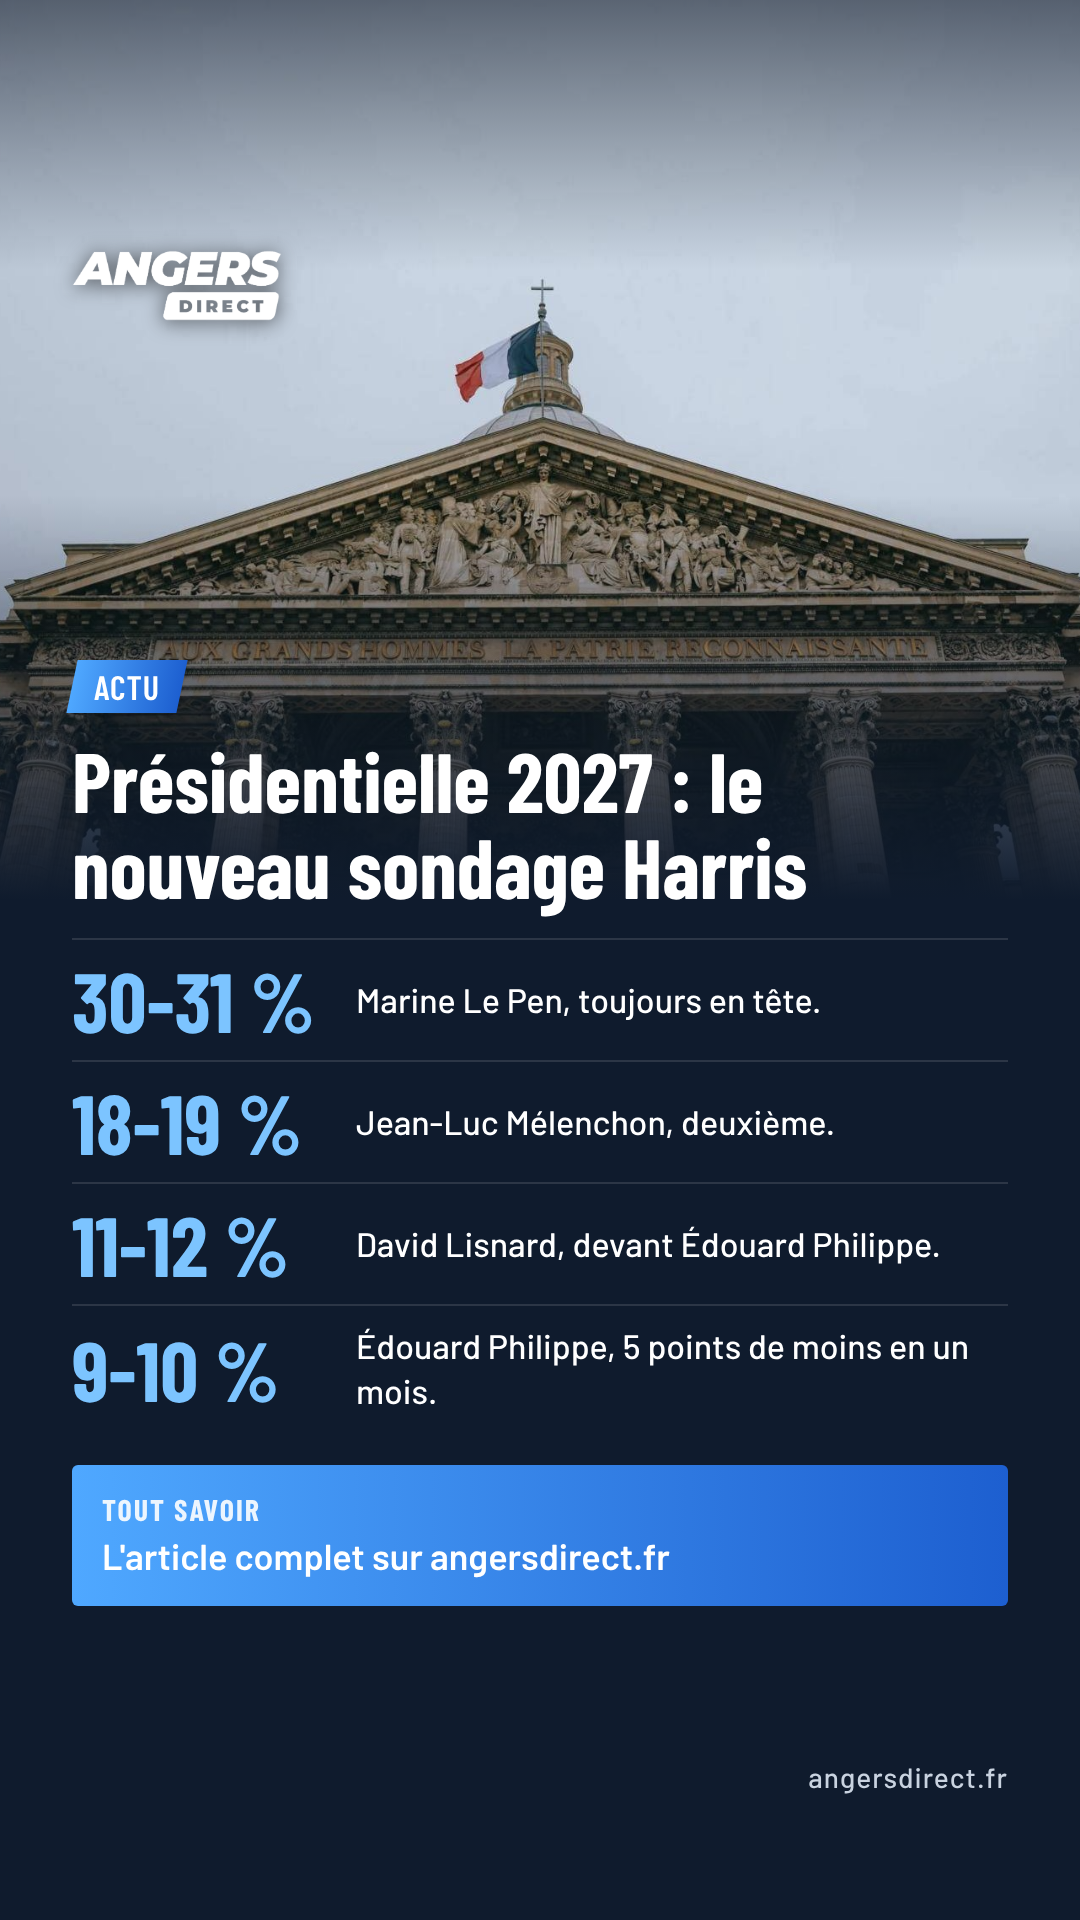 ANGERS
DIRECT
AUX GRANDS HOMMES LA PATRIE RECONNAISSANTE
ACTU
Présidentielle 2027 : le
nouveau sondage Harris
30-31 %
Marine Le Pen, toujours en tête.
18-19 %
Jean-Luc Mélenchon, deuxième.
11-12 %
David Lisnard, devant Édouard Philippe.
9-10 %
Édouard Philippe, 5 points de moins en un
mois.
TOUT SAVOIR
L'article complet sur angersdirect.fr
angersdirect.fr